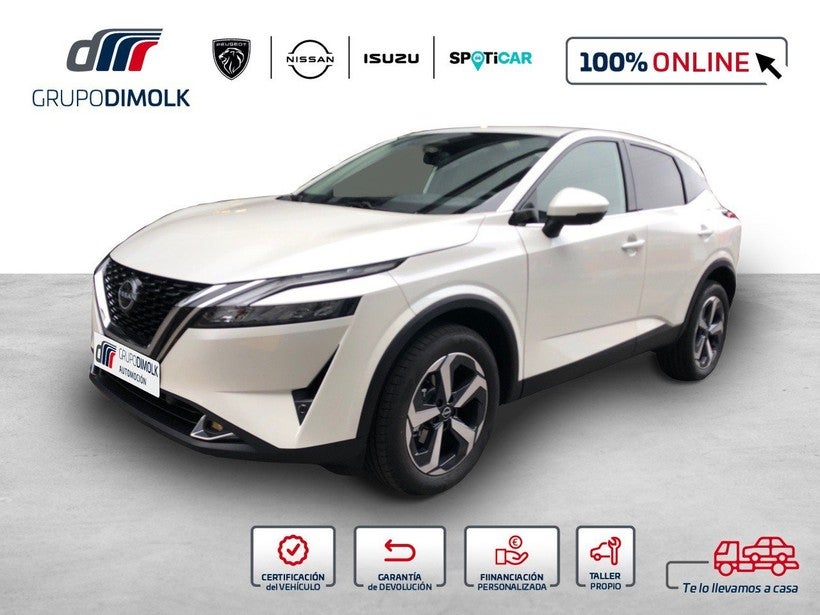 GRUPODIMOLK
PEUGEOT
NISSAN
ISUZU
SPOTiCAR
100% ONLINE
NISSAN
GRUPODIMOLK
AUTOMOCIÓN
CERTIFICACIÓN
del VEHÍCULO
GARANTÍA
de DEVOLUCIÓN
FIINANCIACIÓN
PERSONALIZADA
TALLER
PROPIO
Te lo llevamos a casa